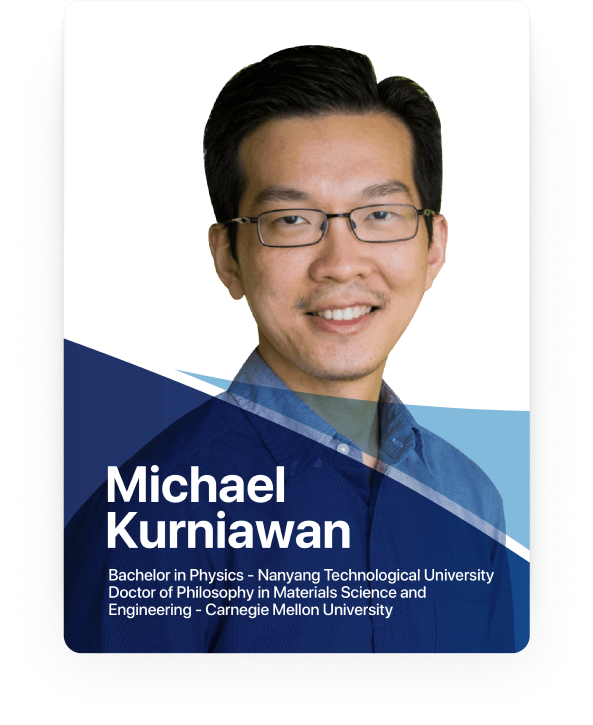 Michael
Kurniawan
Bachelor in Physics - Nanyang Technological University
Doctor of Philosophy in Materials Science and
Engineering - Carnegie Mellon University